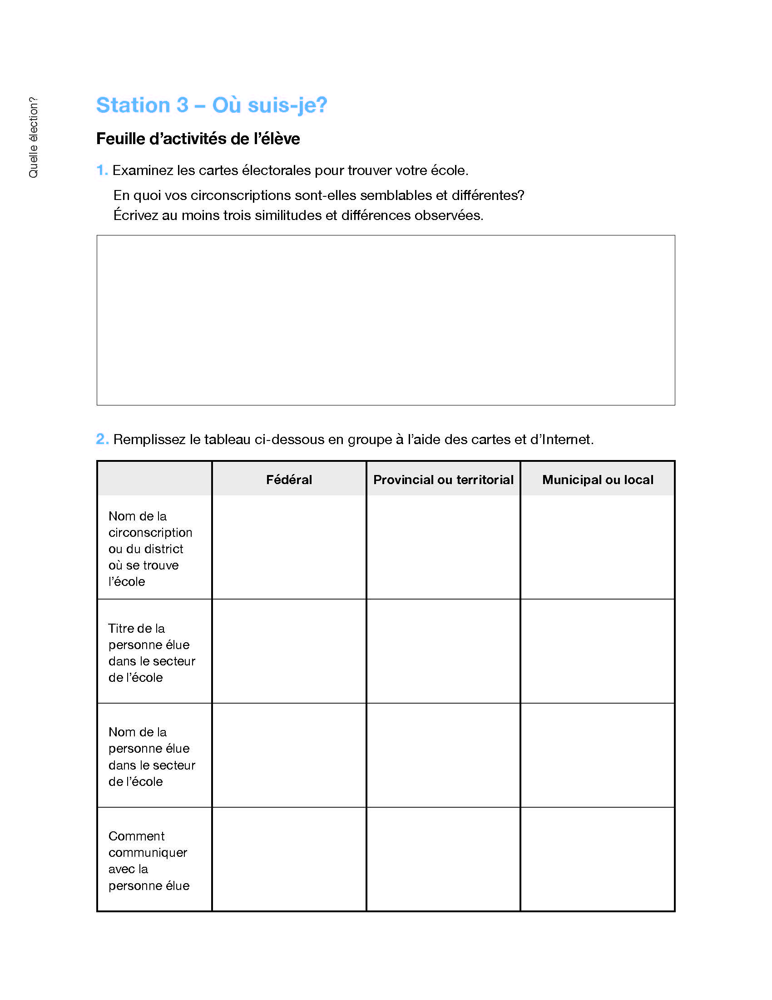 Quelle élection?
Station 3 – Où suis-je?
Feuille d’activités de l’élève
1. Examinez les cartes électorales pour trouver votre école.
En quoi vos circonscriptions sont-elles semblables et différentes?
Écrivez au moins trois similitudes et différences observées.
2. Remplissez le tableau ci-dessous en groupe à l’aide des cartes et d’Internet.
Fédéral
Provincial ou territorial
Municipal ou local
Nom de la
circonscription
ou du district
où se trouve
l’école
Titre de la
personne élue
dans le secteur
de l’école
Nom de la
personne élue
dans le secteur
de l’école
Comment
communiquer
avec la
personne élue